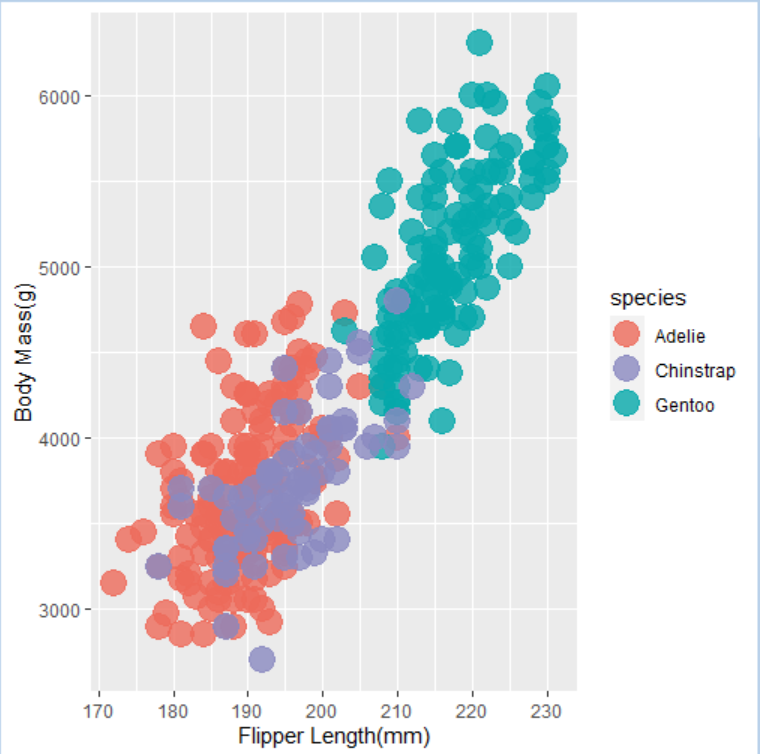 6000
5000
4000
3000
Body Mass(g)
170 180 190 200 210 220 230
Flipper Length(mm)
species
Adelie
Chinstrap
Gentoo